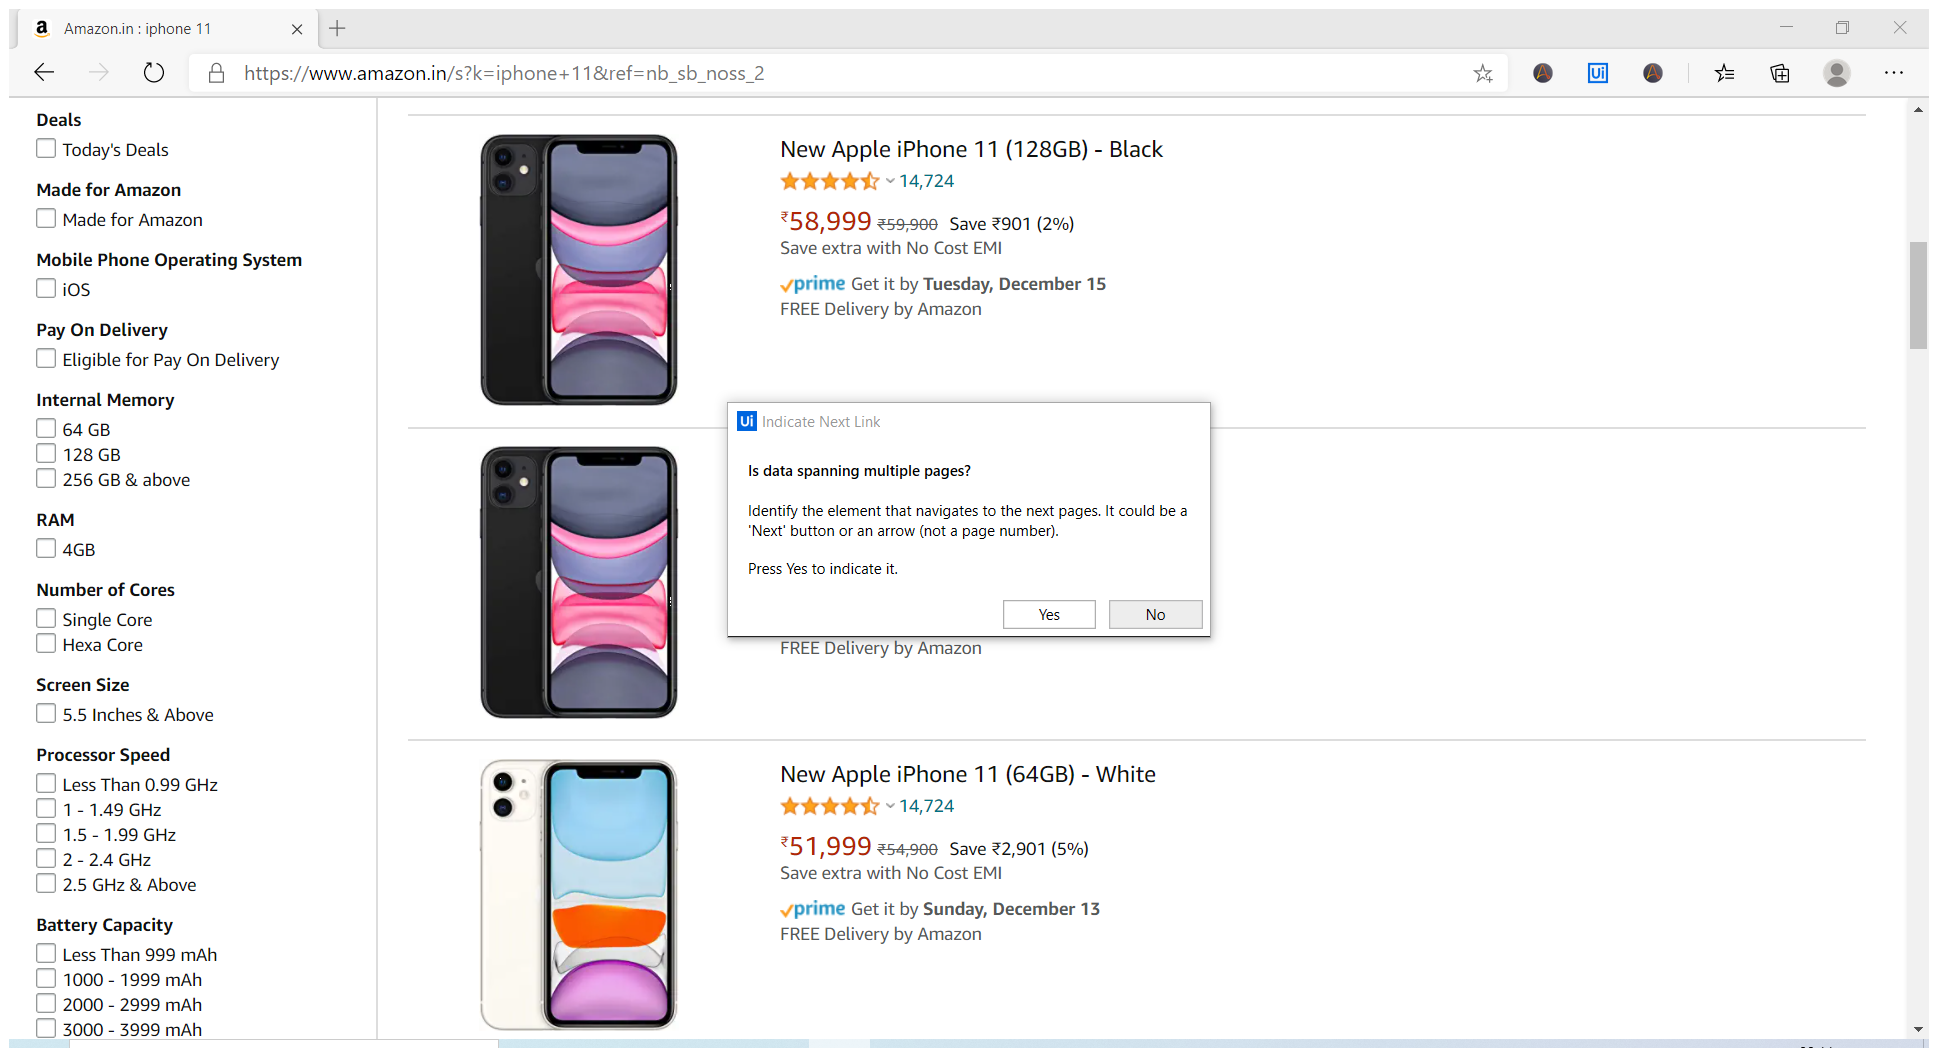 Amazon.in : iphone 11
https://www.amazon.in/s?k=iphone+11&ref=nb_sb_noss_2
Ui
Deals
Today's Deals
Made for Amazon
Made for Amazon
Mobile Phone Operating System
iOS
Pay On Delivery
Eligible for Pay On Delivery
Internal Memory
64 GB
128 GB
256 GB & above
RAM
4GB
Number of Cores
Single Core
Hexa Core
Screen Size
5.5 Inches & Above
Processor Speed
Less Than 0.99 GHz
1 - 1.49 GHz
1.5 - 1.99 GHz
2 - 2.4 GHz
2.5 GHz & Above
Battery Capacity
Less Than 999 mAh
1000 - 1999 mAh
2000 - 2999 mAh
3000 - 3999 mAh
New Apple iPhone 11 (128GB) - Black
14,724
₹58,999 ₹59,900 Save ₹901 (2%)
Save extra with No Cost EMI
prime Get it by Tuesday, December 15
FREE Delivery by Amazon
Ui Indicate Next Link
Is data spanning multiple pages?
Identify the element that navigates to the next pages. It could be a
'Next' button or an arrow (not a page number).
Press Yes to indicate it.
Yes No
FREE Delivery by Amazon
New Apple iPhone 11 (64GB) - White
14,724
₹51,999 ₹54,900 Save ₹2,901 (5%)
Save extra with No Cost EMI
prime Get it by Sunday, December 13
FREE Delivery by Amazon